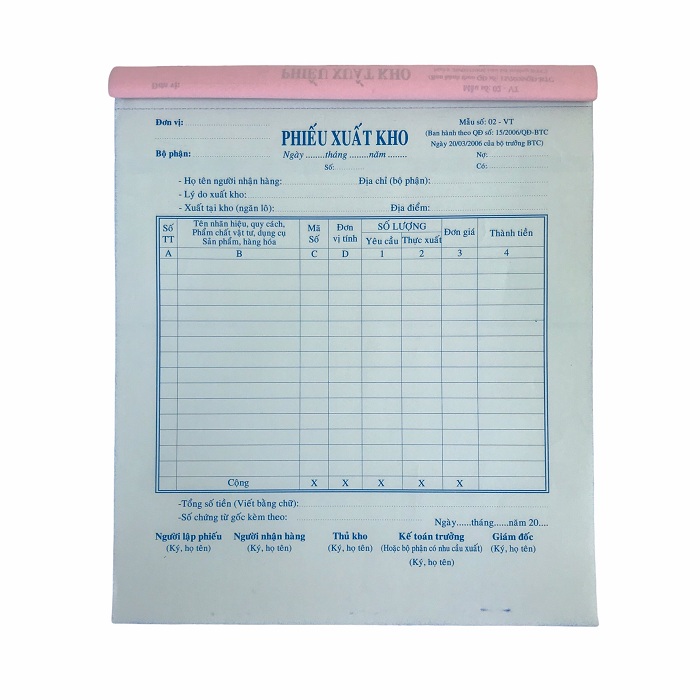 PHIẾU XUẤT KHO
Đơn vị:
Mẫu số: 02 - VT
Đơn vị: ........................
PHIẾU XUẤT KHO
Mẫu số: 02 - VT
(Ban hành theo QĐ số: 15/2006/QĐ-BTC
Ngày 20/03/2006 của bộ trưởng BTC)
Bộ phận: ........................
Ngày ........tháng ........năm ........
Nợ: ........................
Số: ........................
Có: ........................
- Họ tên người nhận hàng: ........................ Địa chỉ (bộ phận): ........................
- Lý do xuất kho: ........................
- Xuất tại kho (ngăn lô): ........................ Địa điểm: ........................
Số TT
Tên nhãn hiệu, quy cách,
Phẩm chất vật tư, dụng cụ
Sản phẩm, hàng hóa
Mã Số
Đơn vị tính
SỐ LƯỢNG
Yêu cầu Thực xuất
Đơn giá
Thành tiền
A B C D 1 2 3 4
Cộng X X X X X
-Tổng số tiền (Viết bằng chữ): ........................
-Số chứng từ gốc kèm theo: ........................
Ngày......tháng......năm 20....
Người lập phiếu Người nhận hàng Thủ kho Kế toán trưởng Giám đốc
(Ký, họ tên) (Ký, họ tên) (Ký, họ tên) (Hoặc bộ phận có nhu cầu xuất) (Ký, họ tên)
(Ký, họ tên)